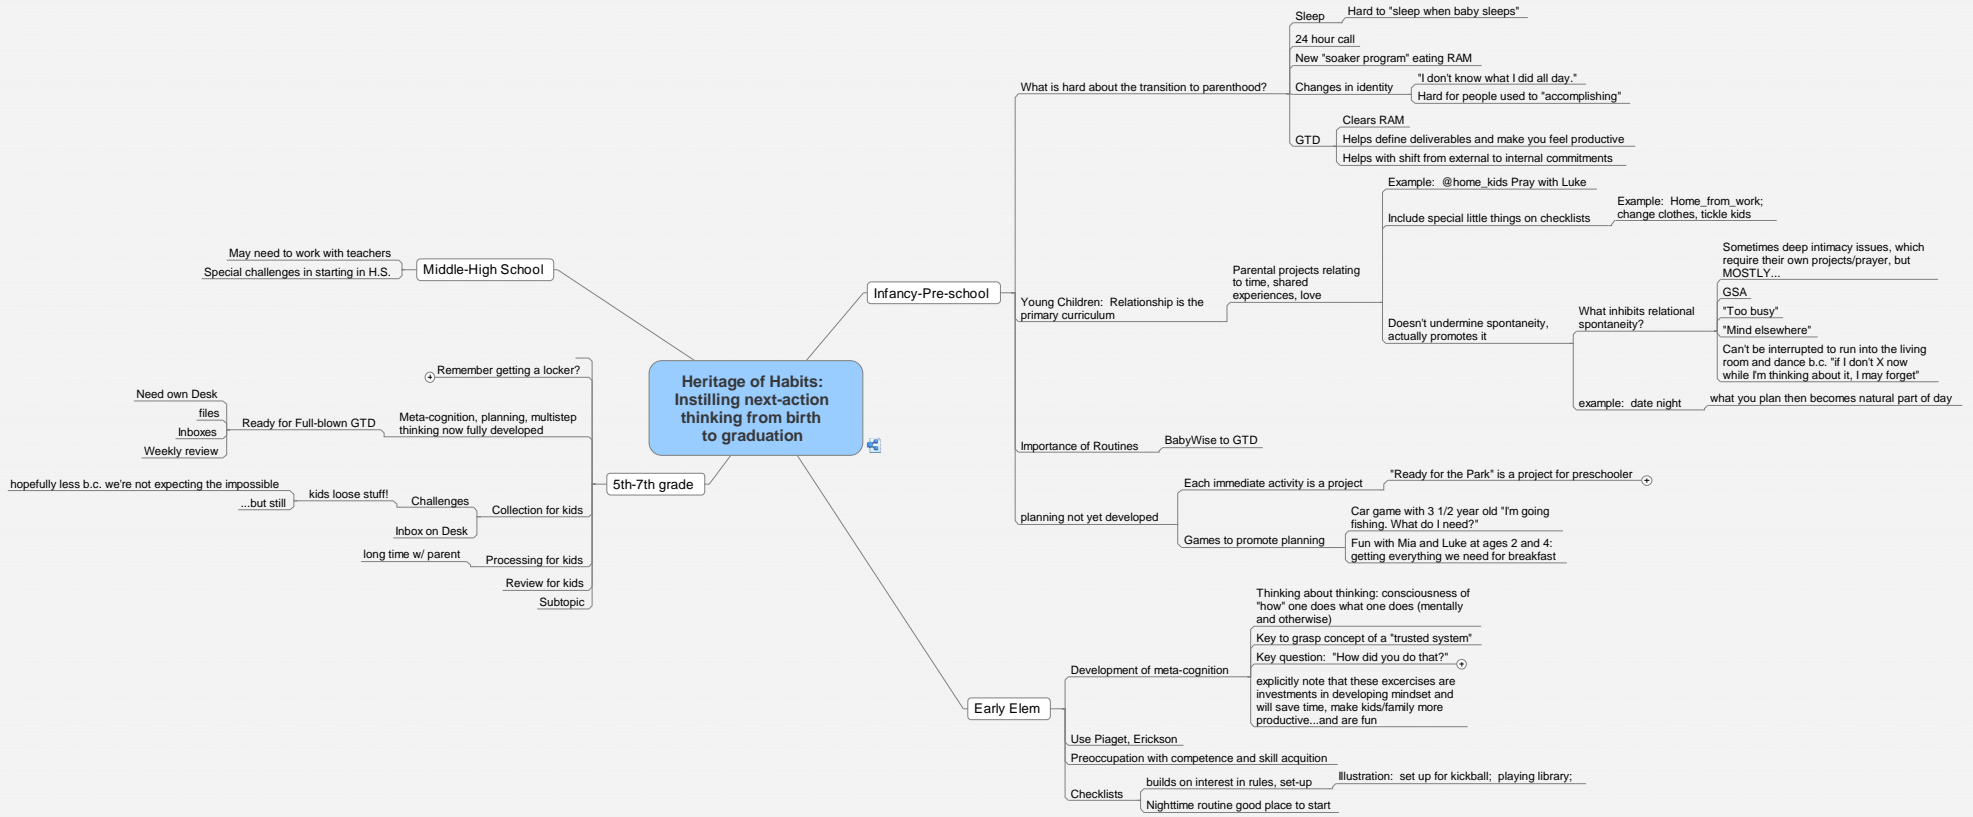 Heritage of Habits:
Instilling next-action
thinking from birth
to graduation
Infancy-Pre-school
What is hard about the transition to parenthood?
Sleep
Hard to "sleep when baby sleeps"
24 hour call
New "soaker program" eating RAM
Changes in identity
"I don't know what I did all day."
Hard for people used to "accomplishing"
GTD
Clears RAM
Helps define deliverables and make you feel productive
Helps with shift from external to internal commitments
Young Children:  Relationship is the
primary curriculum
Parental projects relating
to time, shared
experiences, love
Example:  @home_kids Pray with Luke
Include special little things on checklists
Example:  Home_from_work;
change clothes, tickle kids
Doesn't undermine spontaneity,
actually promotes it
What inhibits relational
spontaneity?
Sometimes deep intimacy issues, which
require their own projects/prayer, but
MOSTLY...
GSA
"Too busy"
"Mind elsewhere"
Can't be interrupted to run into the living
room and dance b.c. "if I don't X now
while I'm thinking about it, I may forget"
example:  date night
what you plan then becomes natural part of day
Importance of Routines
BabyWise to GTD
planning not yet developed
Each immediate activity is a project
"Ready for the Park" is a project for preschooler
Games to promote planning
Car game with 3 1/2 year old "I'm going
fishing. What do I need?"
Fun with Mia and Luke at ages 2 and 4:
getting everything we need for breakfast
Early Elem
Development of meta-cognition
Thinking about thinking: consciousness of
"how" one does what one does (mentally
and otherwise)
Key to grasp concept of a "trusted system"
Key question:  "How did you do that?"
explicitly note that these excercises are
investments in developing mindset and
will save time, make kids/family more
productive...and are fun
Use Piaget, Erickson
Preoccupation with competence and skill acquition
Checklists
builds on interest in rules, set-up
Illustration:  set up for kickball;  playing library;
Nighttime routine good place to start
5th-7th grade
Remember getting a locker?
Meta-cognition, planning, multistep
thinking now fully developed
Ready for Full-blown GTD
Need own Desk
files
Inboxes
Weekly review
Collection for kids
Challenges
kids loose stuff!
hopefully less b.c. we're not expecting the impossible
...but still
Inbox on Desk
Processing for kids
long time w/ parent
Review for kids
Subtopic
Middle-High School
May need to work with teachers
Special challenges in starting in H.S.